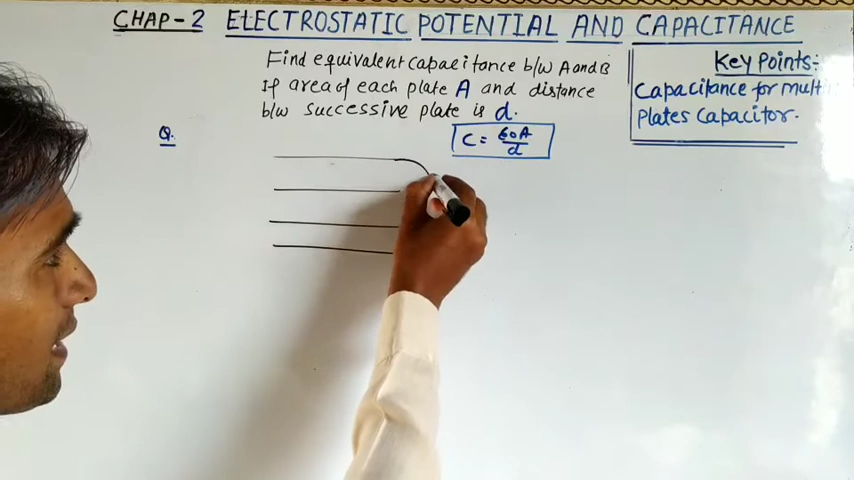 CHAP-2 ELECTROSTATIC POTENTIAL AND CAPACITANCE
Find equivalent capacitance b/w A and B
If area of each plate A and distance
b/w successive plate is d.
Key Points:-
Capacitance for multi
Plates Capacitor.
Q.
C = ε0A/d